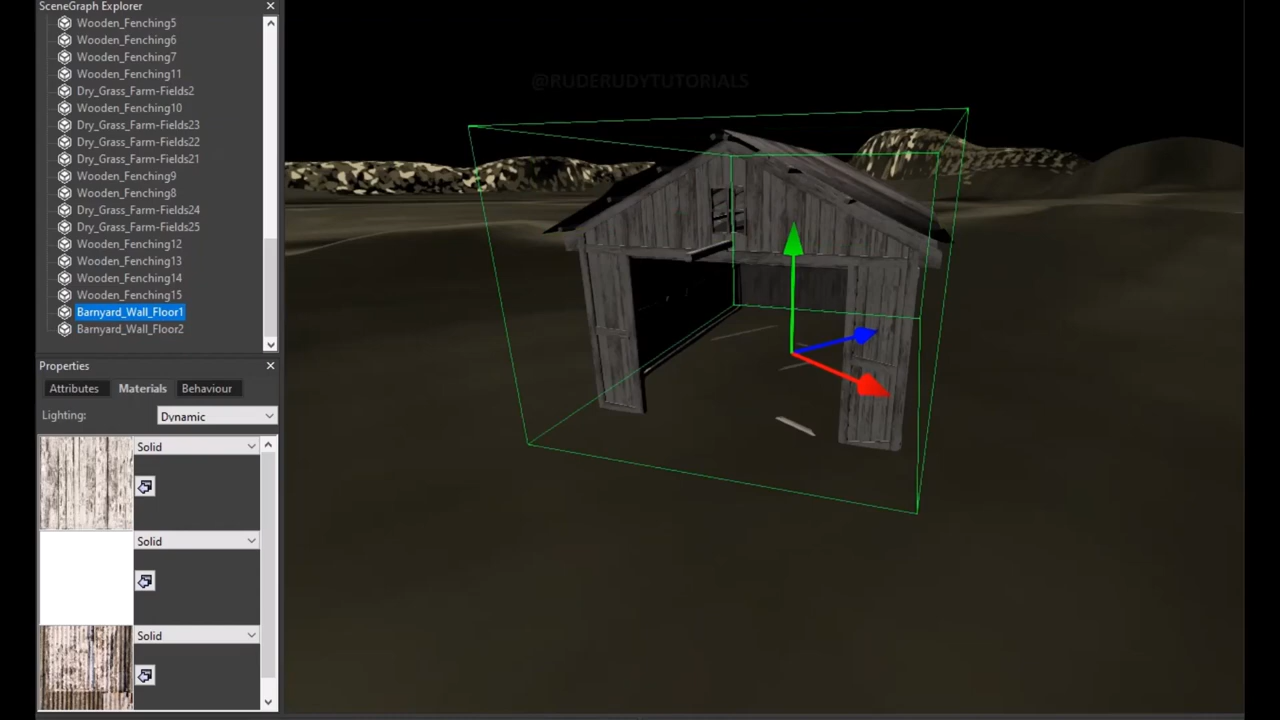 SceneGraph Explorer
Wooden_Fenching5
Wooden_Fenching6
Wooden_Fenching7
Wooden_Fenching11
Dry_Grass_Farm-Fields2
Wooden_Fenching10
Dry_Grass_Farm-Fields23
Dry_Grass_Farm-Fields22
Dry_Grass_Farm-Fields21
Wooden_Fenching9
Wooden_Fenching8
Dry_Grass_Farm-Fields24
Dry_Grass_Farm-Fields25
Wooden_Fenching12
Wooden_Fenching13
Wooden_Fenching14
Wooden_Fenching15
Barnyard_Wall_Floor1
Barnyard_Wall_Floor2
Properties
Attributes Materials Behaviour
Lighting: Dynamic
Solid
Solid
Solid
@RUDERUDYTUTORIALS